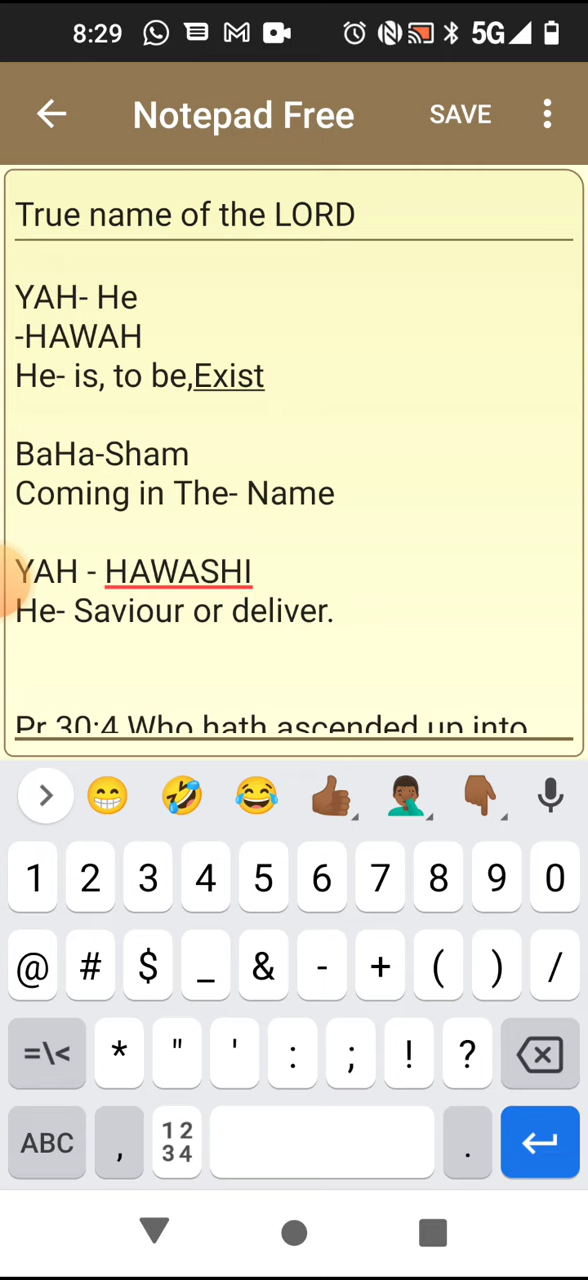 8:29 5G
Notepad Free SAVE
True name of the LORD
YAH- He
-HAWAH
He- is, to be,Exist
BaHa-Sham
Coming in The- Name
YAH - HAWASHI
He- Saviour or deliver.
Pr 30:4 Who hath ascended up into
1 2 3 4 5 6 7 8 9 0
@ # $ _ & - + ( ) /
=\< * " ' : ; ! ?
ABC , 1 2 .
3 4